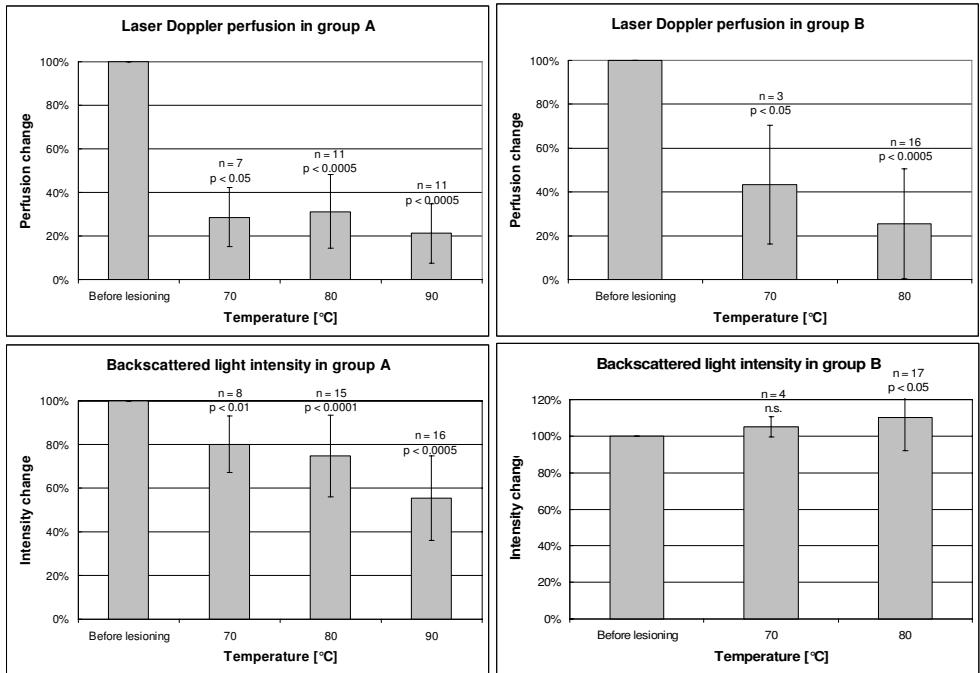 Laser Doppler perfusion in group A
Perfusion change
100%
80%
60%
40%
20%
0%
n = 7
p < 0.05
n = 11
p < 0.0005
n = 11
p < 0.0005
Before lesioning 70 80 90
Temperature [°C]
Laser Doppler perfusion in group B
Perfusion change
100%
80%
60%
40%
20%
0%
n = 3
p < 0.05
n = 16
p < 0.0005
Before lesioning 70 80
Temperature [°C]
Backscattered light intensity in group A
Intensity change
100%
80%
60%
40%
20%
0%
n = 8
p < 0.01
n = 15
p < 0.0001
n = 16
p < 0.0005
Before lesioning 70 80 90
Temperature [°C]
Backscattered light intensity in group B
Intensity change
120%
100%
80%
60%
40%
20%
0%
n = 4
n.s.
n = 17
p < 0.05
Before lesioning 70 80
Temperature [°C]